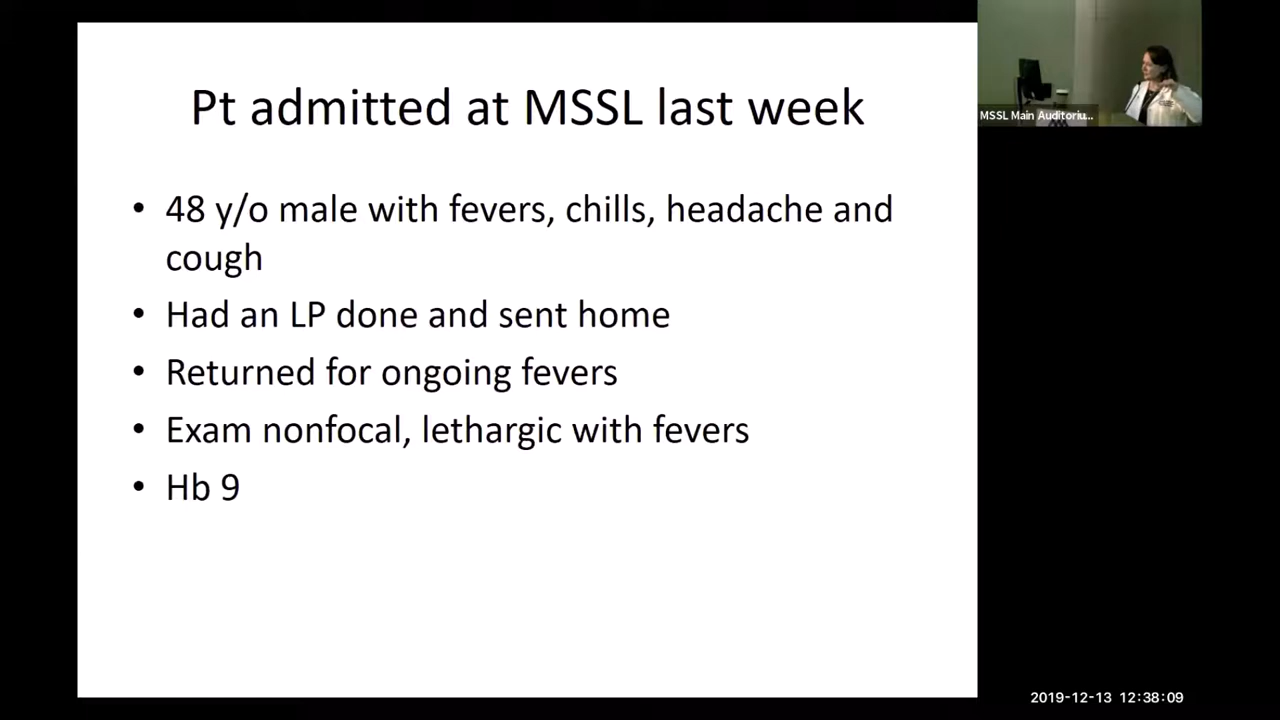 Pt admitted at MSSL last week
• 48 y/o male with fevers, chills, headache and
cough
• Had an LP done and sent home
• Returned for ongoing fevers
• Exam nonfocal, lethargic with fevers
• Hb 9
MSSL Main Auditoriu...
2019-12-13 12:38:09